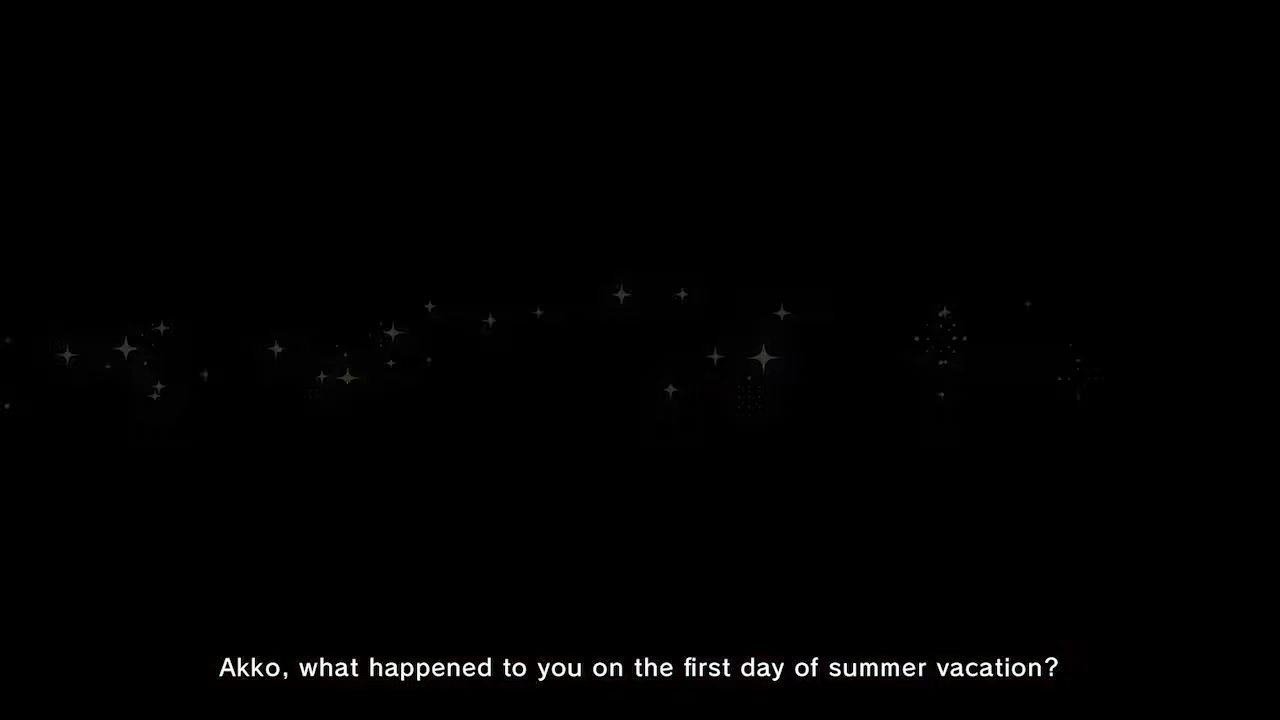 Akko, what happened to you on the first day of summer vacation?